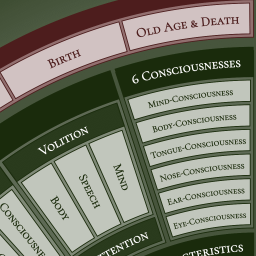 Birth
Old Age & Death
6 Consciousnesses
Mind-Consciousness
Body-Consciousness
Tongue-Consciousness
Nose-Consciousness
Ear-Consciousness
Eye-Consciousness
Volition
Body
Speech
Mind